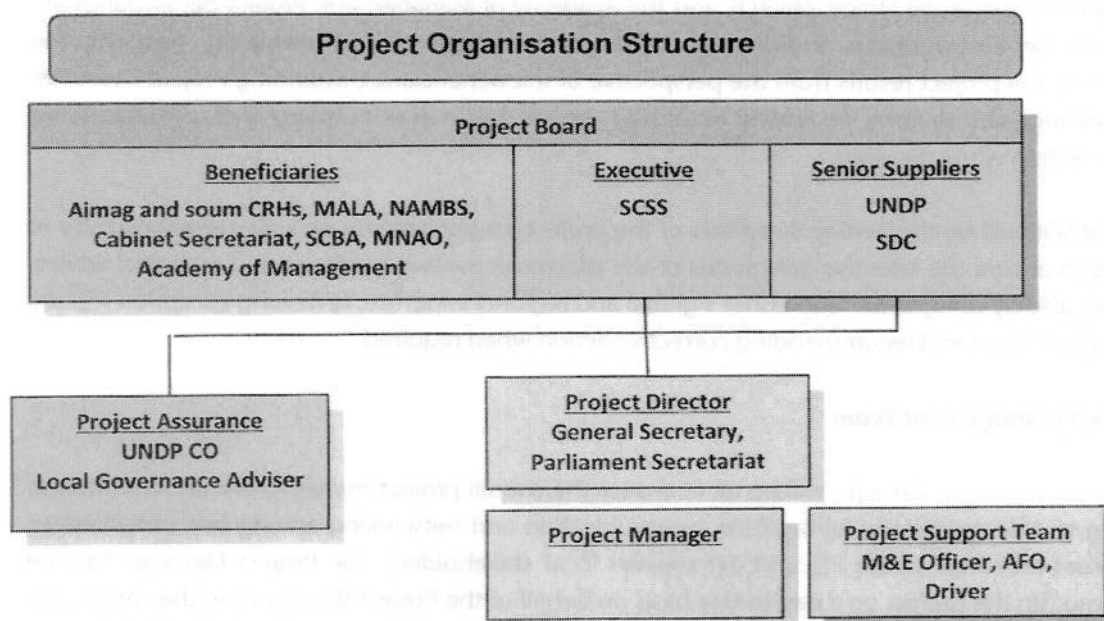 Project Organisation Structure
Project Board
Beneficiaries
Aimag and soum CRHs, MALA, NAMBS,
Cabinet Secretariat, SCBA, MNAO,
Academy of Management
Executive
SCSS
Senior Suppliers
UNDP
SDC
Project Assurance
UNDP CO
Local Governance Adviser
Project Director
General Secretary,
Parliament Secretariat
Project Manager
Project Support Team
M&E Officer, AFO,
Driver